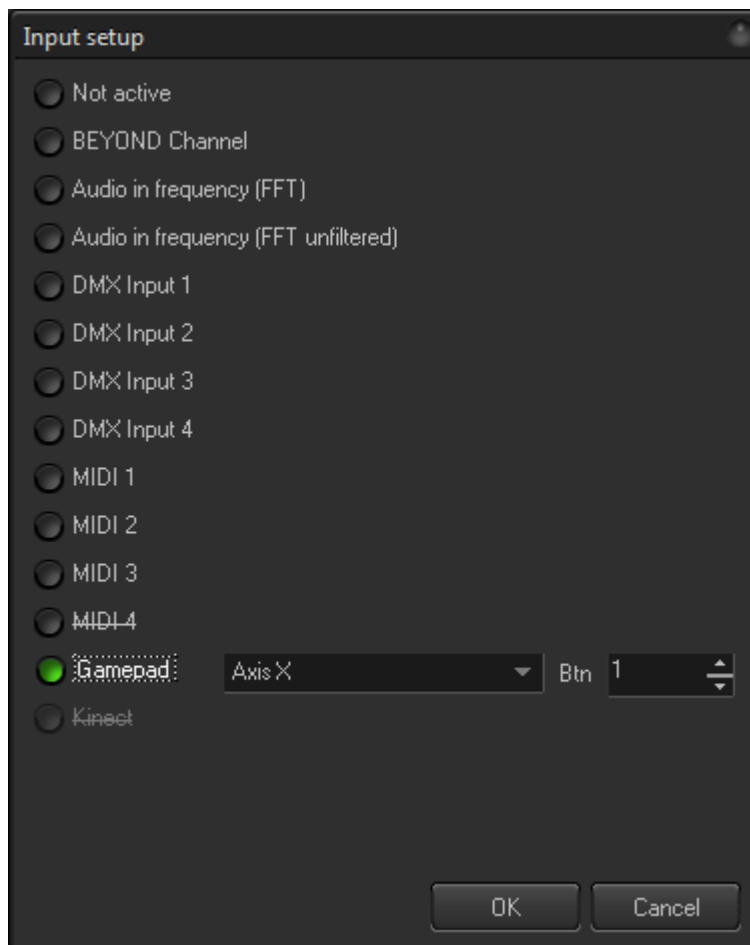 Input setup
Not active
BEYOND Channel
Audio in frequency (FFT)
Audio in frequency (FFT unfiltered)
DMX Input 1
DMX Input 2
DMX Input 3
DMX Input 4
MIDI 1
MIDI 2
MIDI 3
MIDI 4
Gamepad Axis X Btn 1
Kinect
OK Cancel